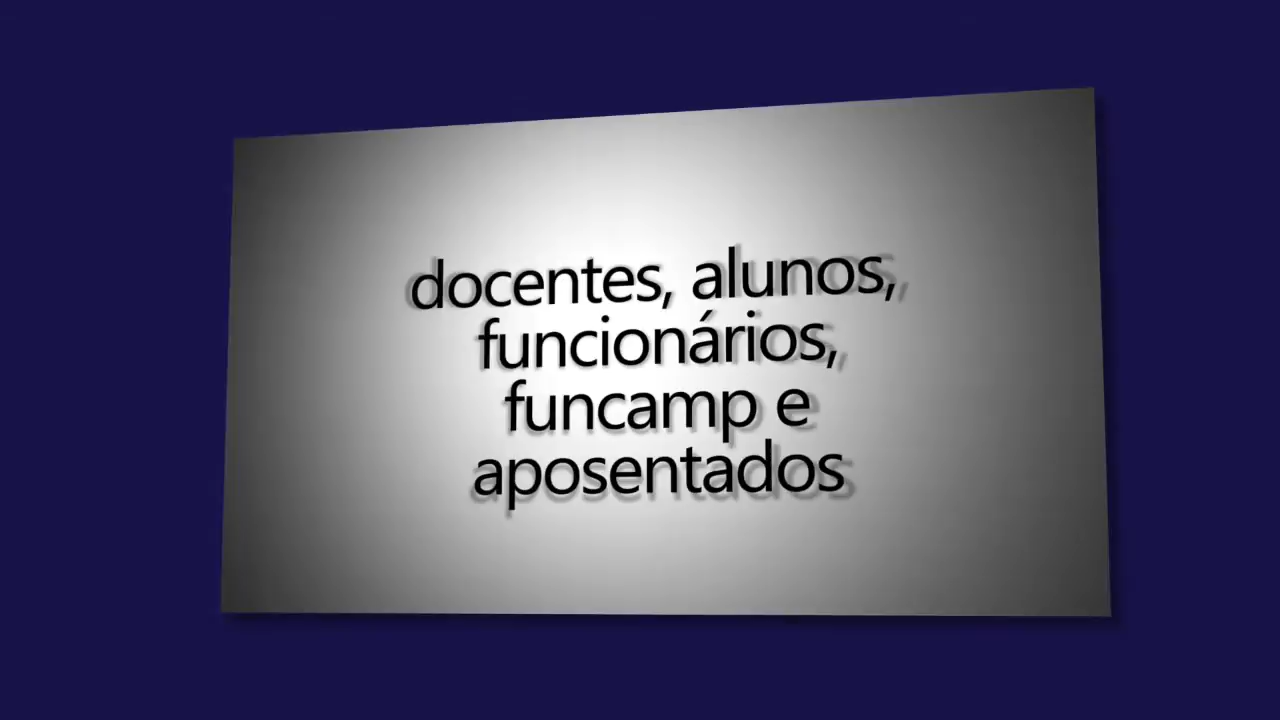 docentes, alunos,
funcionários,
funcamp e
aposentados